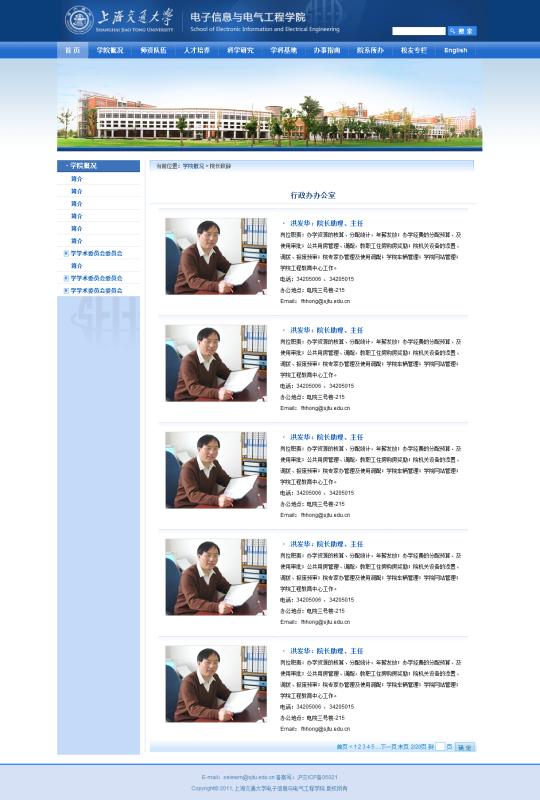 上海交通大学
SHANGHAI JIAO TONG UNIVERSITY
电子信息与电气工程学院
School of Electronic Information and Electrical Engineering
搜索
首页 学院概况 师资队伍 人才培养 科学研究 学科基地 办事指南 院系所办 校友专栏 English
· 学院概况
简介
简介
简介
简介
简介
简介
学学术委员会委员会
简介
学学术委员会委员会
学学术委员会委员会
当前位置：学院概况 > 院长致辞
行政办办公室
· 洪发华：院长助理、主任
岗位职责：办学资源的核算、分配统计，年薪发放！办学经费的分配预算、及
使用审批！公共用房管理、调配，教职工住房购房奖励！院机关设备的添置、
调拨、报废预审！院专家办管理及使用调配！学院车辆管理！学院网站管理！
学院工程教育中心工作。
电话：34205006 、34205015
办公地点：电院三号楼-215
Email： fhhong@sjtu.edu.cn
· 洪发华：院长助理、主任
岗位职责：办学资源的核算、分配统计，年薪发放！办学经费的分配预算、及
使用审批！公共用房管理、调配，教职工住房购房奖励！院机关设备的添置、
调拨、报废预审！院专家办管理及使用调配！学院车辆管理！学院网站管理！
学院工程教育中心工作。
电话：34205006 、34205015
办公地点：电院三号楼-215
Email： fhhong@sjtu.edu.cn
· 洪发华：院长助理、主任
岗位职责：办学资源的核算、分配统计，年薪发放！办学经费的分配预算、及
使用审批！公共用房管理、调配，教职工住房购房奖励！院机关设备的添置、
调拨、报废预审！院专家办管理及使用调配！学院车辆管理！学院网站管理！
学院工程教育中心工作。
电话：34205006 、34205015
办公地点：电院三号楼-215
Email： fhhong@sjtu.edu.cn
· 洪发华：院长助理、主任
岗位职责：办学资源的核算、分配统计，年薪发放！办学经费的分配预算、及
使用审批！公共用房管理、调配，教职工住房购房奖励！院机关设备的添置、
调拨、报废预审！院专家办管理及使用调配！学院车辆管理！学院网站管理！
学院工程教育中心工作。
电话：34205006 、34205015
办公地点：电院三号楼-215
Email： fhhong@sjtu.edu.cn
· 洪发华：院长助理、主任
岗位职责：办学资源的核算、分配统计，年薪发放！办学经费的分配预算、及
使用审批！公共用房管理、调配，教职工住房购房奖励！院机关设备的添置、
调拨、报废预审！院专家办管理及使用调配！学院车辆管理！学院网站管理！
学院工程教育中心工作。
电话：34205006 、34205015
办公地点：电院三号楼-215
Email： fhhong@sjtu.edu.cn
首页 < 1 2 3 4 5 ...下一页 末页 2/20页 到 页 确定
E-mail： seieem@sjtu.edu.cn 备案号：沪交ICP备05021
Copyright© 2011, 上海交通大学电子信息与电气工程学院 版权所有